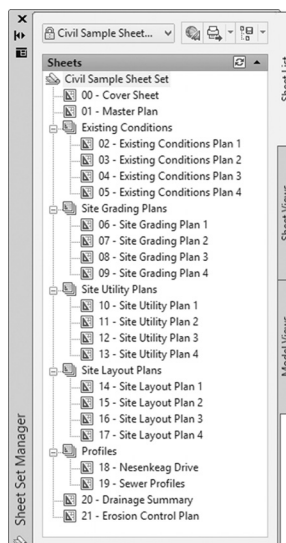 Civil Sample Sheet...
Sheets
Civil Sample Sheet Set
00 - Cover Sheet
01 - Master Plan
Existing Conditions
02 - Existing Conditions Plan 1
03 - Existing Conditions Plan 2
04 - Existing Conditions Plan 3
05 - Existing Conditions Plan 4
Site Grading Plans
06 - Site Grading Plan 1
07 - Site Grading Plan 2
08 - Site Grading Plan 3
09 - Site Grading Plan 4
Site Utility Plans
10 - Site Utility Plan 1
11 - Site Utility Plan 2
12 - Site Utility Plan 3
13 - Site Utility Plan 4
Site Layout Plans
14 - Site Layout Plan 1
15 - Site Layout Plan 2
16 - Site Layout Plan 3
17 - Site Layout Plan 4
Profiles
18 - Nesenkeag Drive
19 - Sewer Profiles
20 - Drainage Summary
21 - Erosion Control Plan
Sheet Set Manager
Sheet List
Sheet Views
Model Views